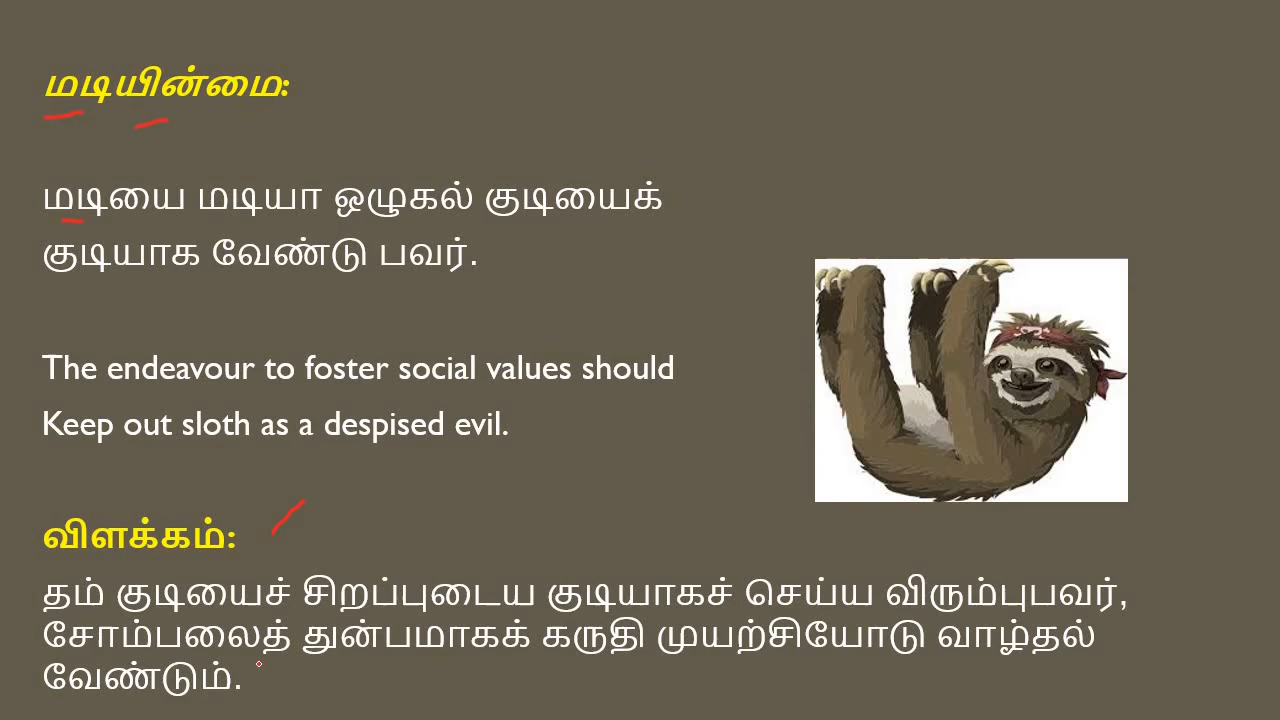 மடியின்மை:
மடியை மடியா ஒழுகல் குடியைக்
குடியாக வேண்டு பவர்.
The endeavour to foster social values should
Keep out sloth as a despised evil.
விளக்கம்:
தம் குடியைச் சிறப்புடைய குடியாகச் செய்ய விரும்புபவர்,
சோம்பலைத் துன்பமாகக் கருதி முயற்சியோடு வாழ்தல்
வேண்டும்.